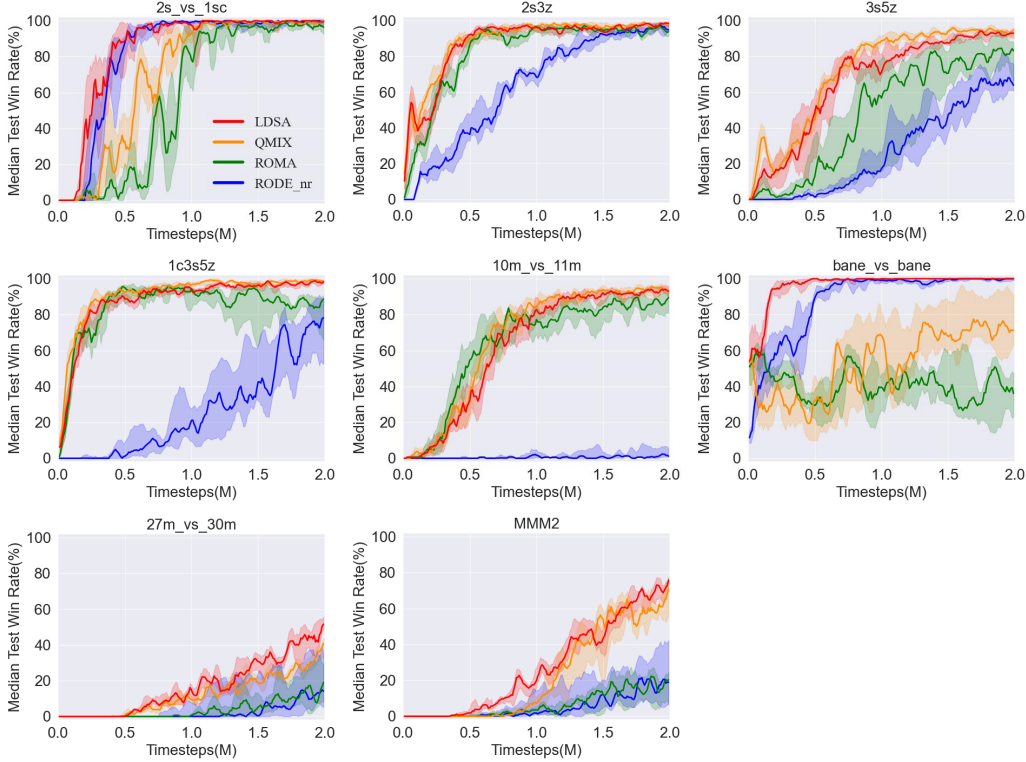 2s_vs_1sc
Median Test Win Rate(%)
100
80
60
40
20
0
LDSA
QMIX
ROMA
RODE_nr
0.0 0.5 1.0 1.5 2.0
Timesteps(M)
2s3z
Median Test Win Rate(%)
100
80
60
40
20
0
0.0 0.5 1.0 1.5 2.0
Timesteps(M)
3s5z
Median Test Win Rate(%)
100
80
60
40
20
0
0.0 0.5 1.0 1.5 2.0
Timesteps(M)
1c3s5z
Median Test Win Rate(%)
100
80
60
40
20
0
0.0 0.5 1.0 1.5 2.0
Timesteps(M)
10m_vs_11m
Median Test Win Rate(%)
100
80
60
40
20
0
0.0 0.5 1.0 1.5 2.0
Timesteps(M)
bane_vs_bane
Median Test Win Rate(%)
100
80
60
40
20
0
0.0 0.5 1.0 1.5 2.0
Timesteps(M)
27m_vs_30m
Median Test Win Rate(%)
100
80
60
40
20
0
0.0 0.5 1.0 1.5 2.0
Timesteps(M)
MMM2
Median Test Win Rate(%)
100
80
60
40
20
0
0.0 0.5 1.0 1.5 2.0
Timesteps(M)